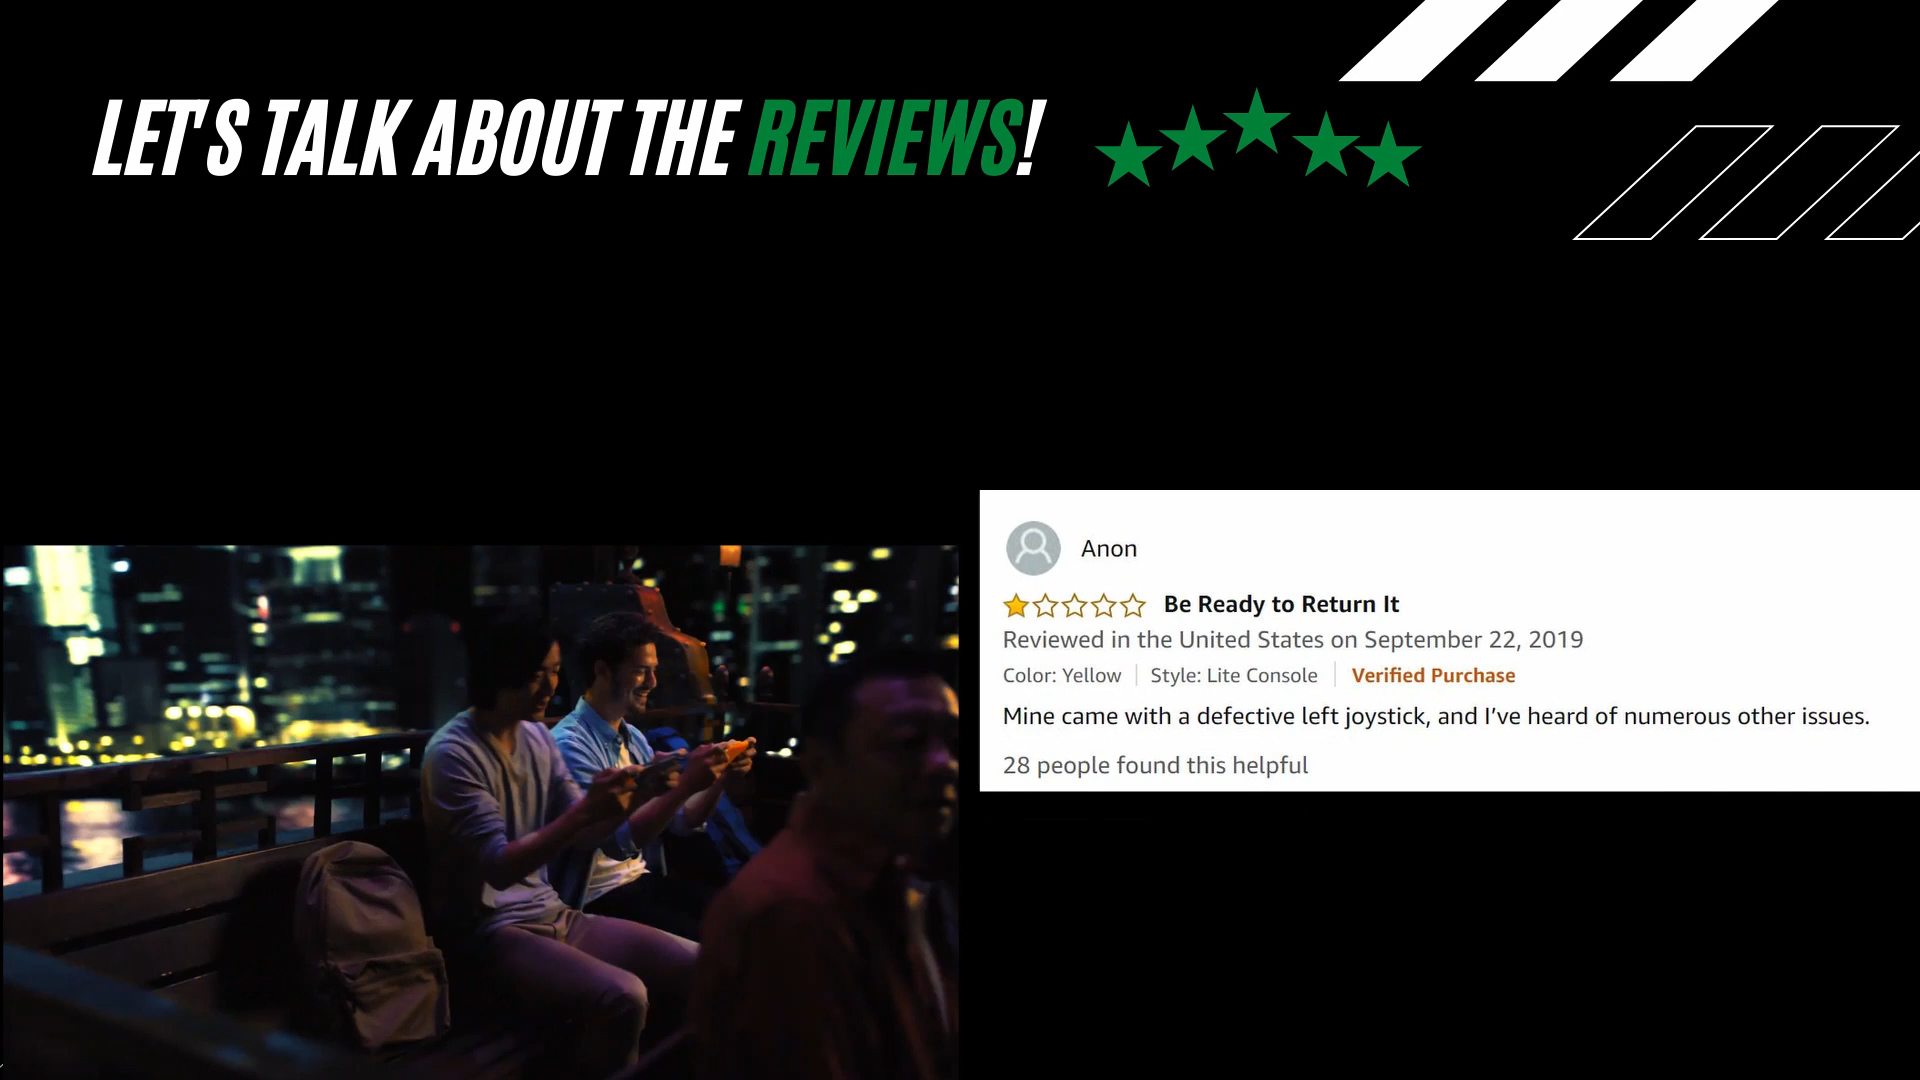 LET'S TALK ABOUT THE REVIEWS!
Anon
Be Ready to Return It
Reviewed in the United States on September 22, 2019
Color: Yellow | Style: Lite Console | Verified Purchase
Mine came with a defective left joystick, and I’ve heard of numerous other issues.
28 people found this helpful